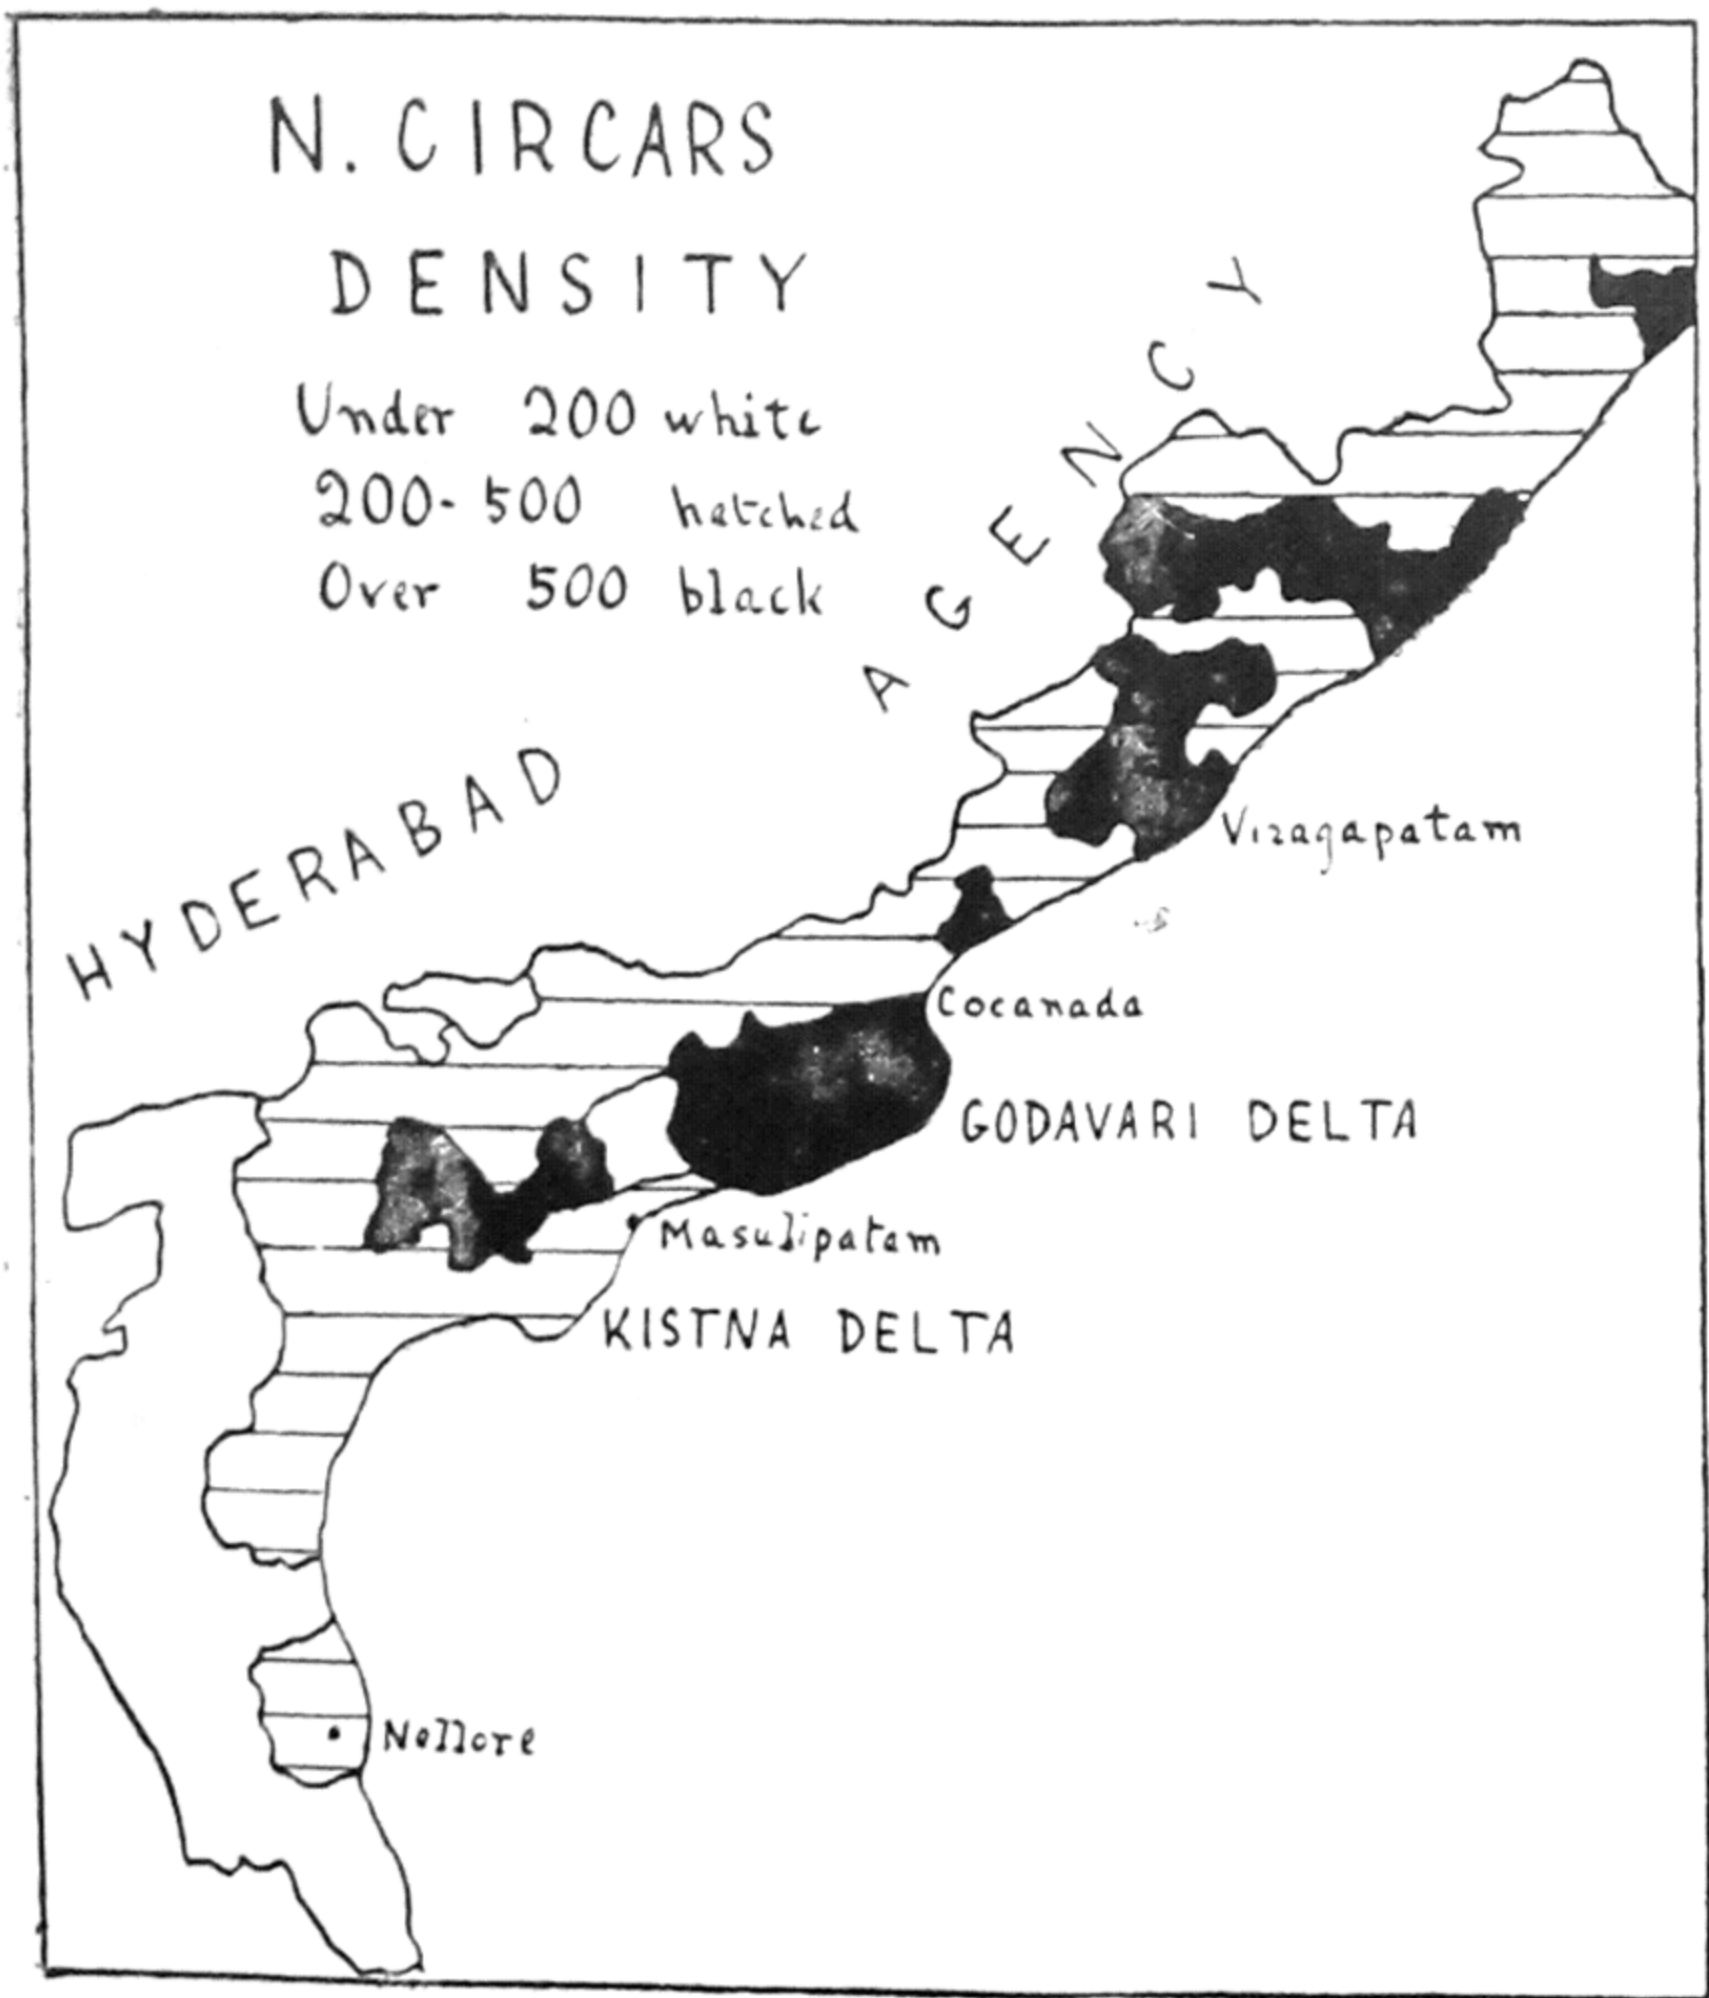 N. CIRCARS
DENSITY
Under 200 white
200-500 hatched
Over 500 black
AGENCY
HYDERABAD
Vizagapatam
Cocanada
GODAVARI DELTA
Masulipatam
KISTNA DELTA
Nellore